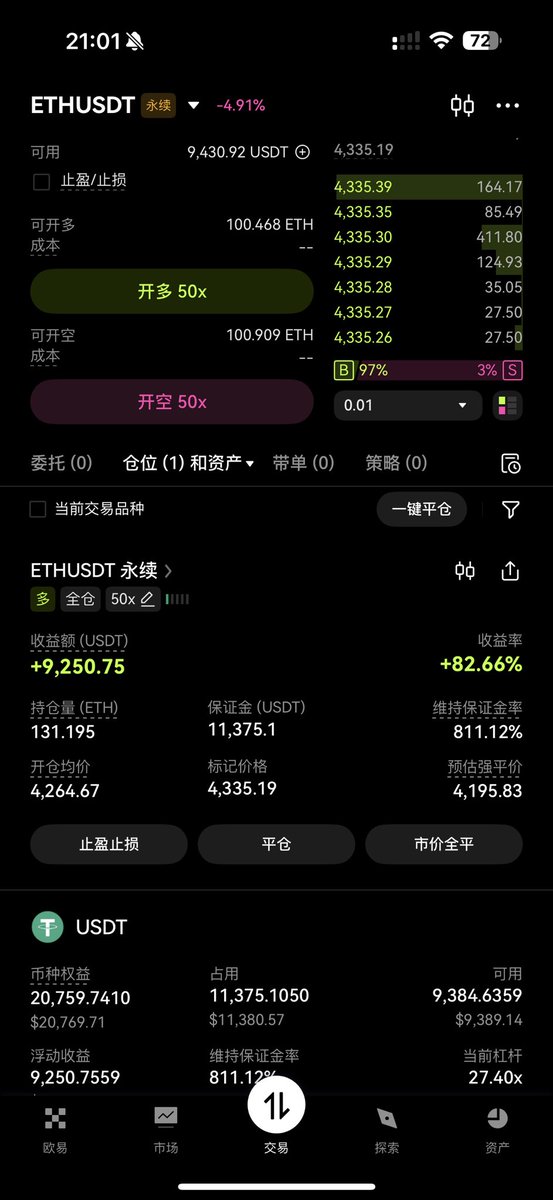 21:01
72
ETHUSDT 永续 -4.91%
可用 9,430.92 USDT
止盈/止损
可开多 100.468 ETH
成本 --
开多 50x
可开空 100.909 ETH
成本 --
开空 50x
4,335.19
4,335.39 164.17
4,335.35 85.49
4,335.30 411.80
4,335.29 124.93
4,335.28 35.05
4,335.27 27.50
4,335.26 27.50
B 97% 3% S
0.01
委托 (0) 仓位 (1) 和资产 带单 (0) 策略 (0)
当前交易品种 一键平仓
ETHUSDT 永续
多 全仓 50x
收益额 (USDT) 收益率
+9,250.75 +82.66%
持仓量 (ETH) 保证金 (USDT) 维持保证金率
131.195 11,375.1 811.12%
开仓均价 标记价格 预估强平价
4,264.67 4,335.19 4,195.83
止盈止损 平仓 市价全平
USDT
币种权益 占用 可用
20,759.7410 11,375.1050 9,384.6359
$20,769.71 $11,380.57 $9,389.14
浮动收益 维持保证金率 当前杠杆
9,250.7559 811.12% 27.40x
欧易 市场 交易 探索 资产